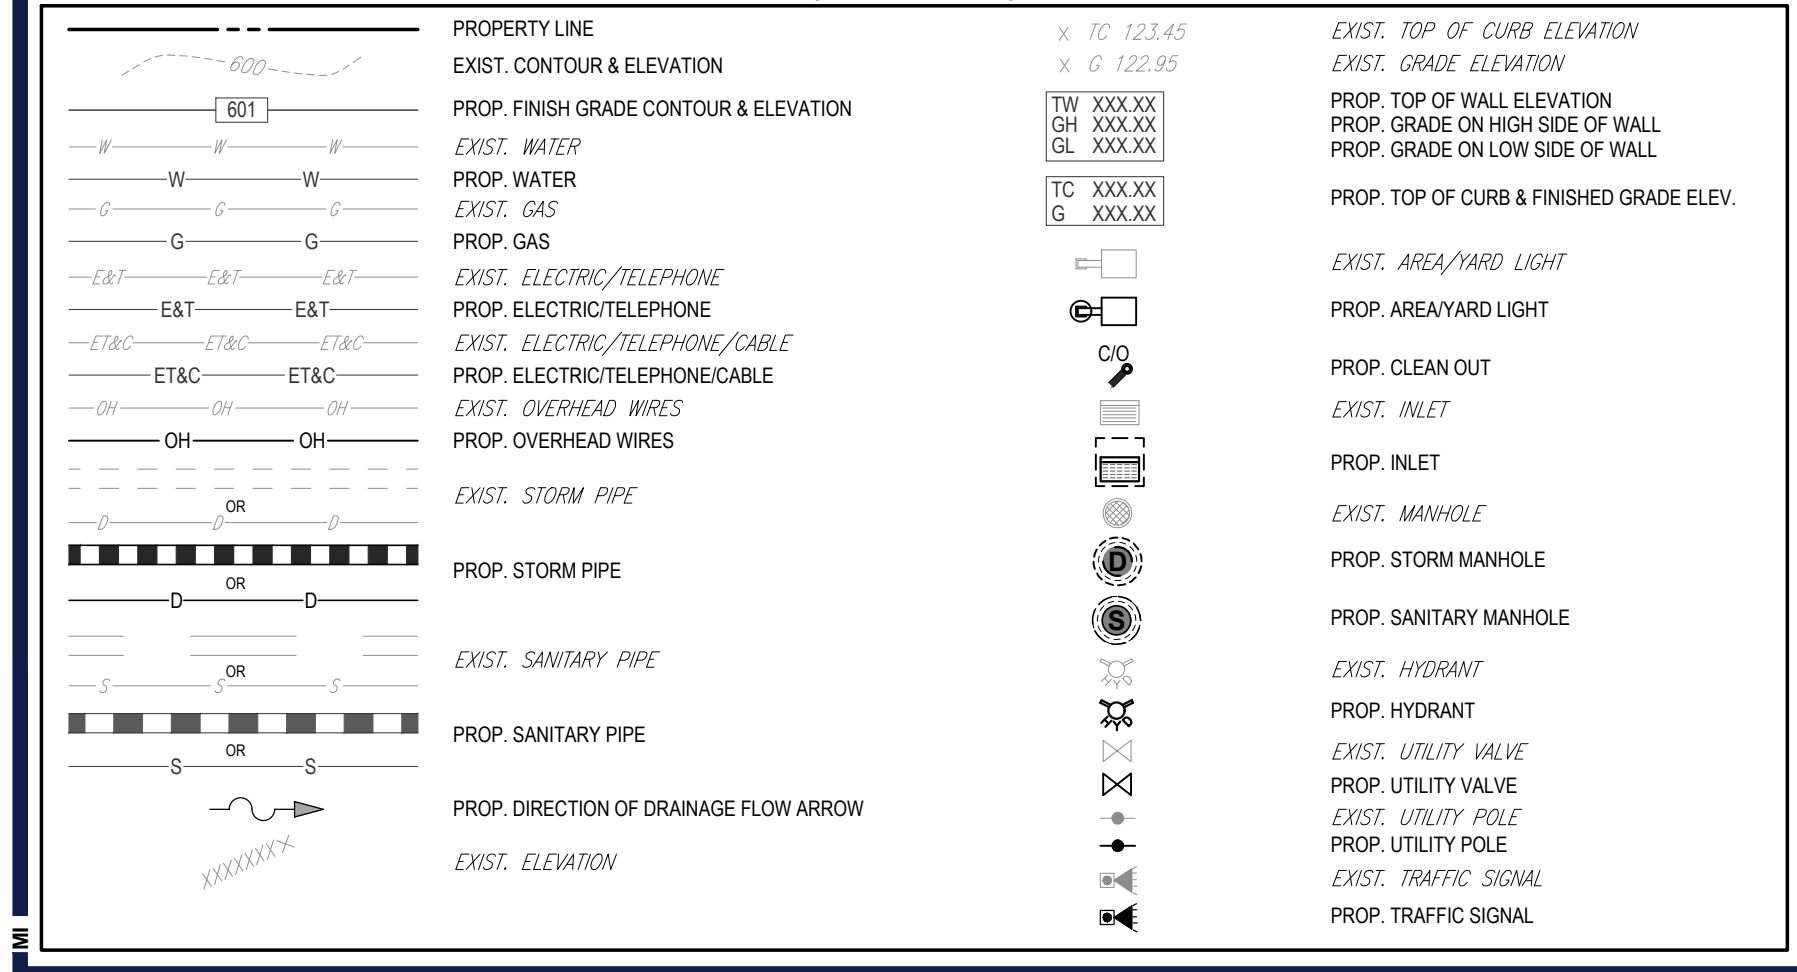 PROPERTY LINE
600 EXIST. CONTOUR & ELEVATION
601 PROP. FINISH GRADE CONTOUR & ELEVATION
W W W EXIST. WATER
W W PROP. WATER
G G G EXIST. GAS
G G PROP. GAS
E&T E&T E&T EXIST. ELECTRIC/TELEPHONE
E&T E&T PROP. ELECTRIC/TELEPHONE
ET&C ET&C ET&C EXIST. ELECTRIC/TELEPHONE/CABLE
ET&C ET&C PROP. ELECTRIC/TELEPHONE/CABLE
OH OH OH EXIST. OVERHEAD WIRES
OH OH PROP. OVERHEAD WIRES
EXIST. STORM PIPE
OR
D D D
PROP. STORM PIPE
OR
D D
EXIST. SANITARY PIPE
OR
S S S
PROP. SANITARY PIPE
OR
S S
PROP. DIRECTION OF DRAINAGE FLOW ARROW
XXXXXXX X EXIST. ELEVATION
X TC 123.45 EXIST. TOP OF CURB ELEVATION
X G 122.95 EXIST. GRADE ELEVATION
TW XXX.XX PROP. TOP OF WALL ELEVATION
GH XXX.XX PROP. GRADE ON HIGH SIDE OF WALL
GL XXX.XX PROP. GRADE ON LOW SIDE OF WALL
TC XXX.XX PROP. TOP OF CURB & FINISHED GRADE ELEV.
G XXX.XX
EXIST. AREA/YARD LIGHT
PROP. AREA/YARD LIGHT
C/O PROP. CLEAN OUT
EXIST. INLET
PROP. INLET
EXIST. MANHOLE
D PROP. STORM MANHOLE
S PROP. SANITARY MANHOLE
HYD EXIST. HYDRANT
HYD PROP. HYDRANT
EXIST. UTILITY VALVE
PROP. UTILITY VALVE
EXIST. UTILITY POLE
PROP. UTILITY POLE
EXIST. TRAFFIC SIGNAL
PROP. TRAFFIC SIGNAL